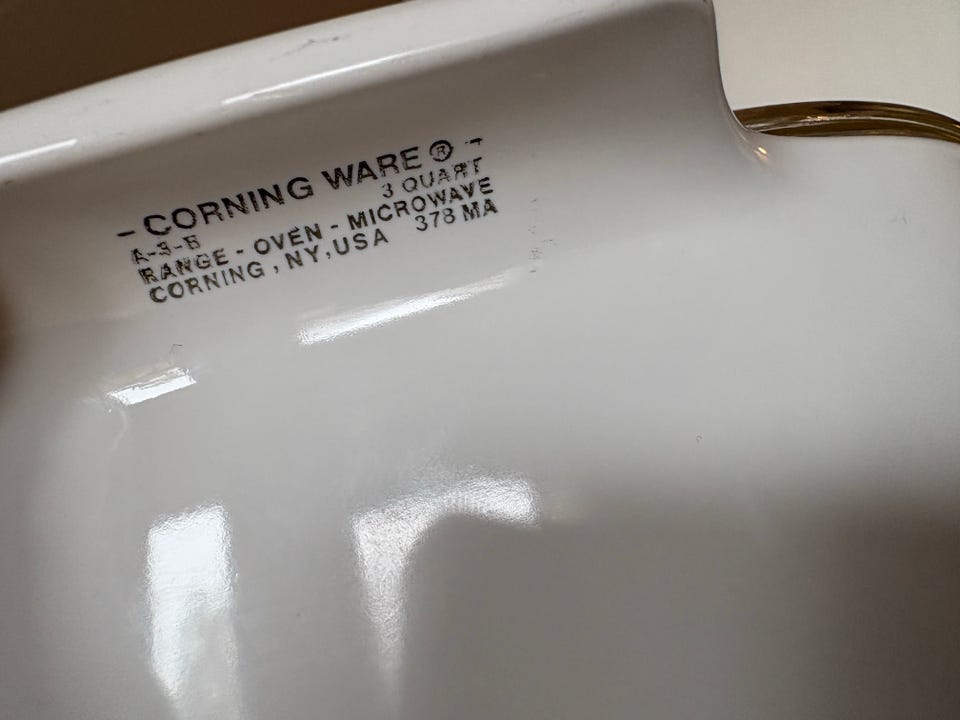 - CORNING WARE ® -
A-3-B 3 QUART
RANGE - OVEN - MICROWAVE
CORNING, NY, USA 378 MA